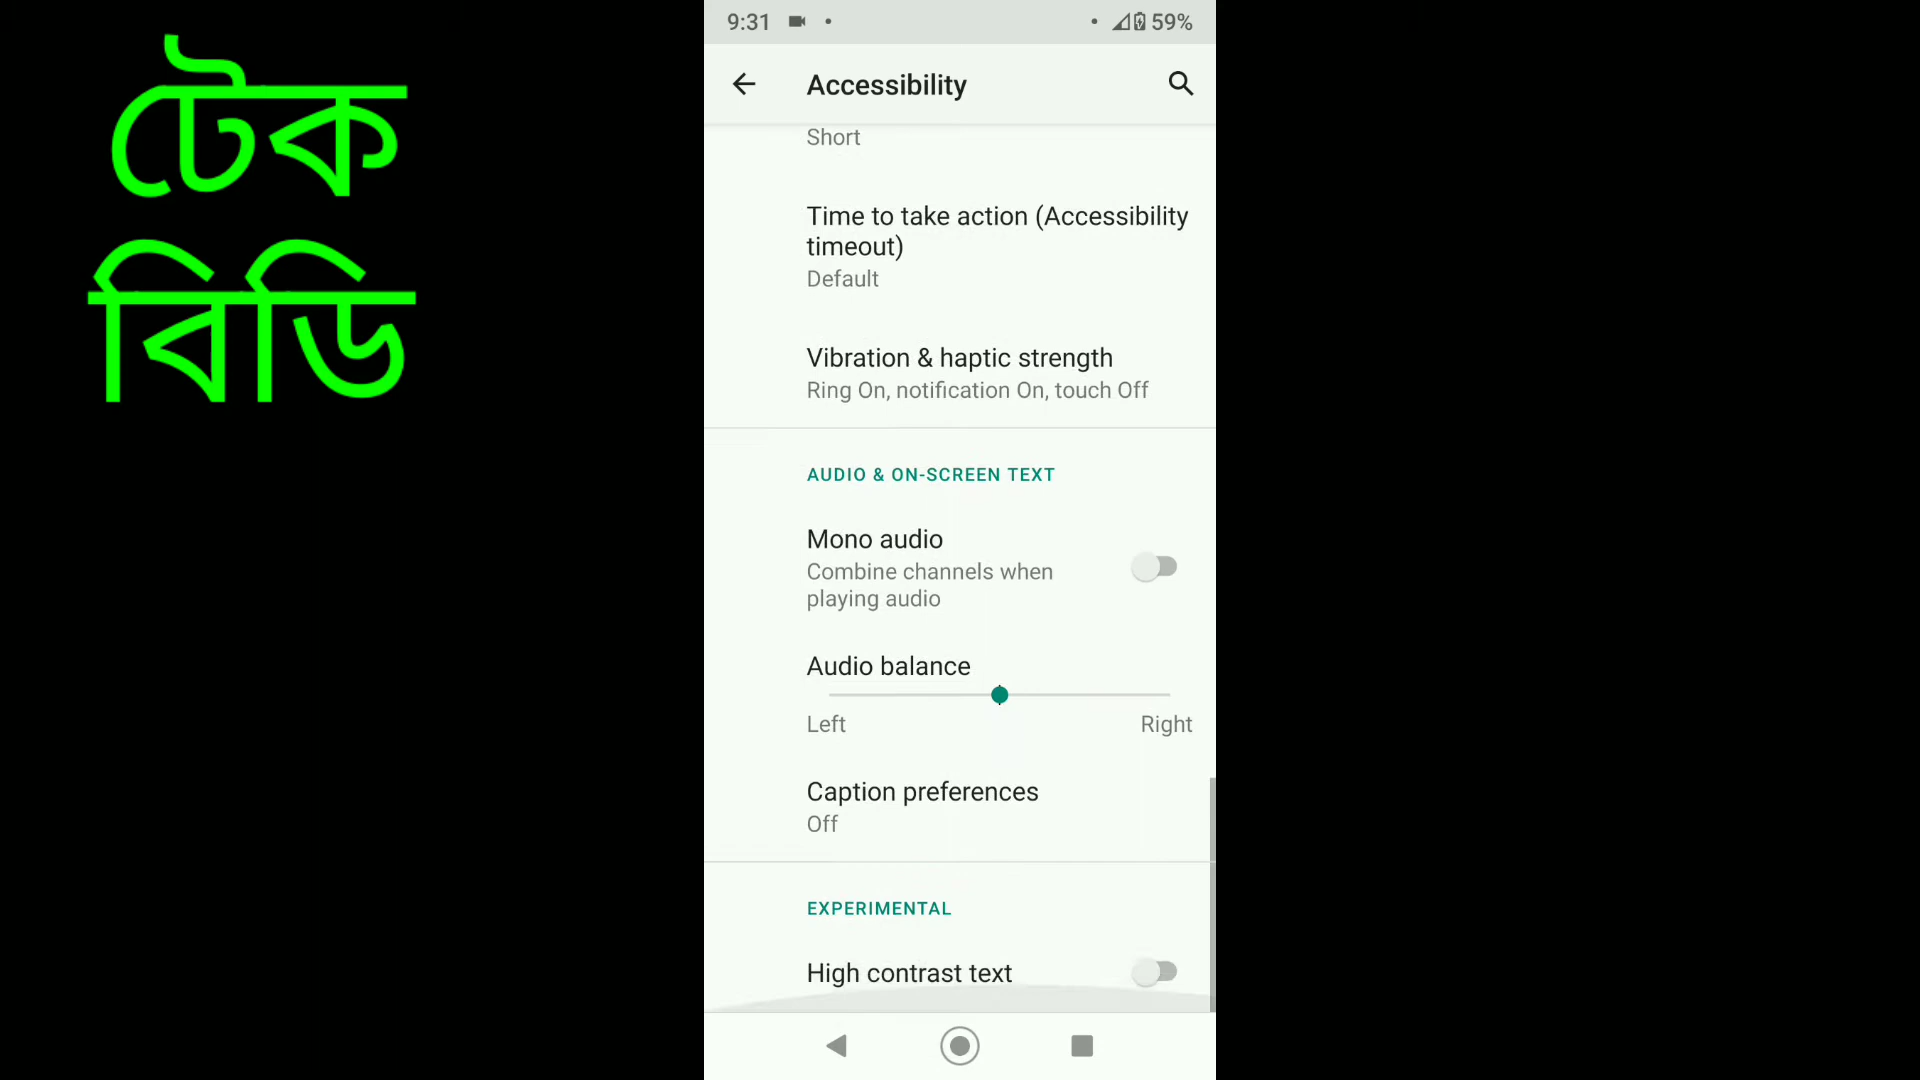 টেক
বিডি
9:31
59%
Accessibility
Short
Time to take action (Accessibility
timeout)
Default
Vibration & haptic strength
Ring On, notification On, touch Off
AUDIO & ON-SCREEN TEXT
Mono audio
Combine channels when
playing audio
Audio balance
Left
Right
Caption preferences
Off
EXPERIMENTAL
High contrast text